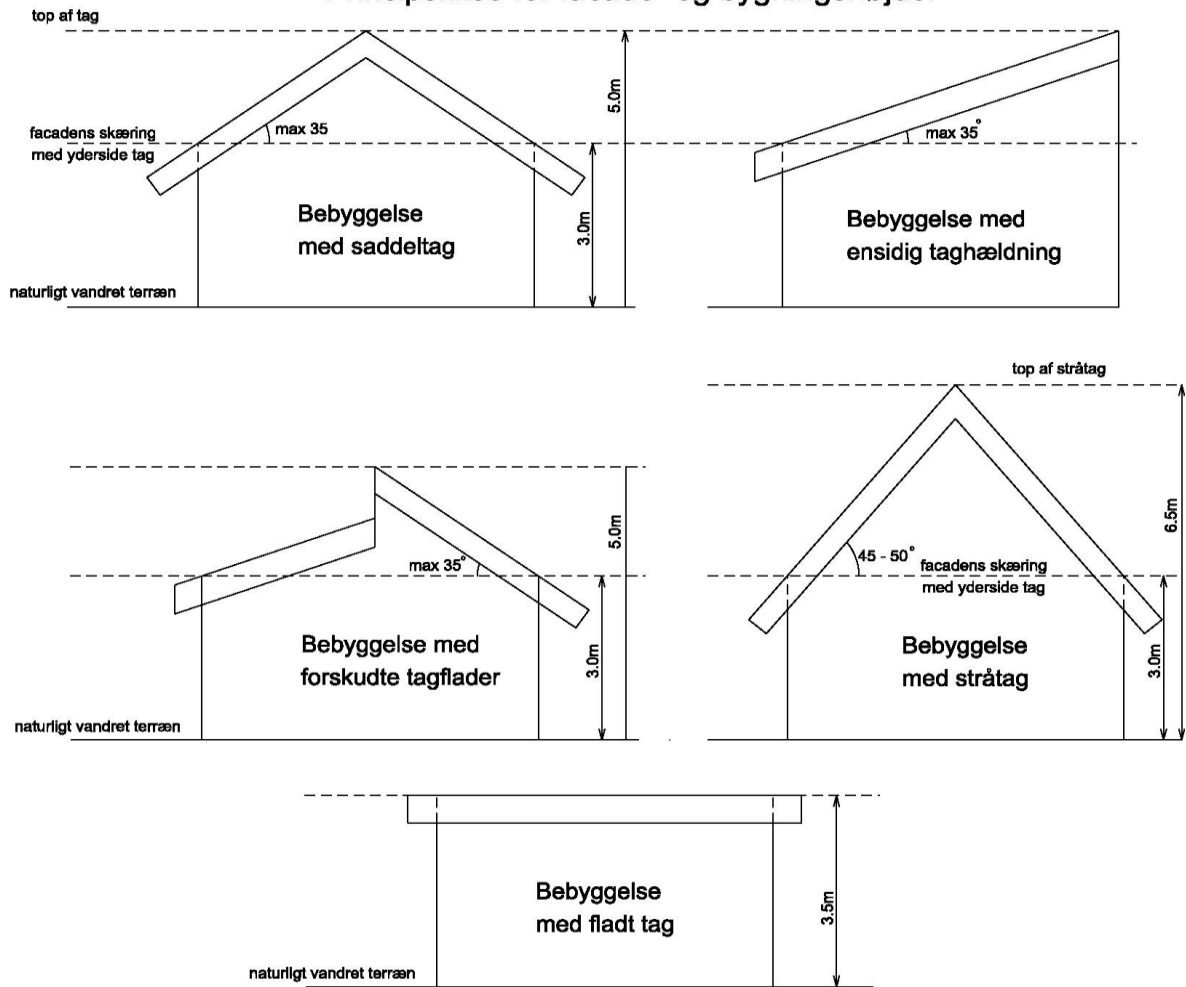 top af tag
5.0m
facadens skæring
med yderside tag
max 35
max 35°
3.0m
Bebyggelse
med saddeltag
Bebyggelse med
ensidig taghældning
naturligt vandret terræn
top af stråtag
6.5m
5.0m
max 35°
45 - 50°
facadens skæring
med yderside tag
3.0m
3.0m
Bebyggelse med
forskudte tagflader
Bebyggelse
med stråtag
naturligt vandret terræn
3.5m
Bebyggelse
med fladt tag
naturligt vandret terræn